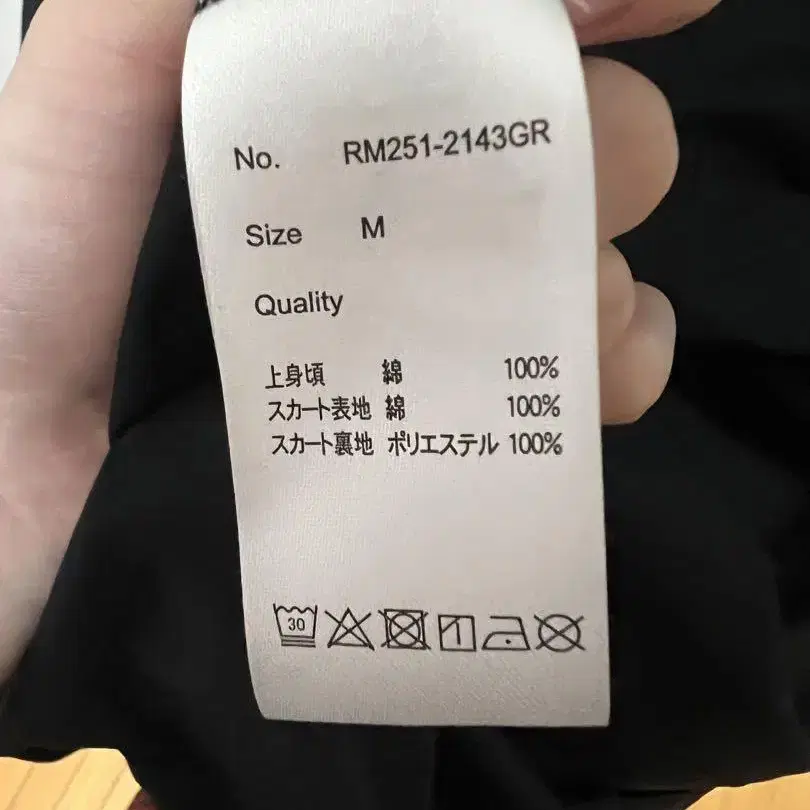 No. RM251-2143GR
Size M
Quality
上身頃 綿 100%
スカート表地 綿 100%
スカート裏地 ポリエステル 100%
30